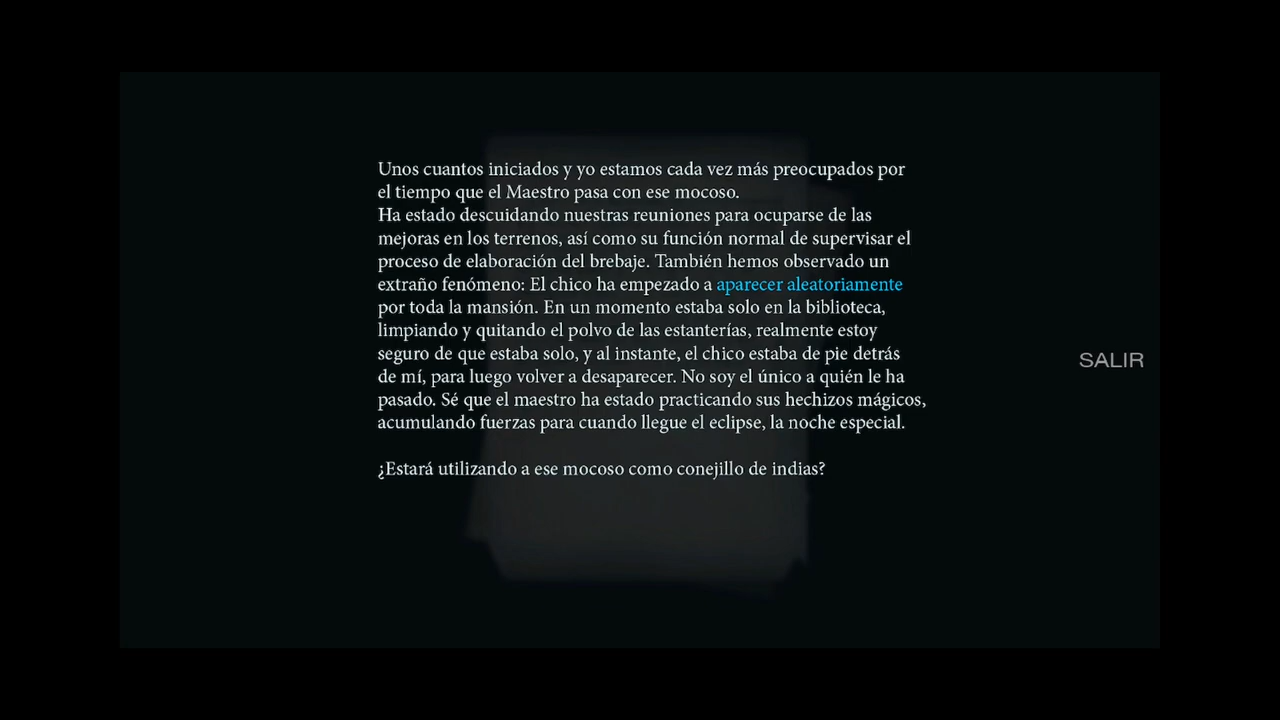 Unos cuantos iniciados y yo estamos cada vez más preocupados por
el tiempo que el Maestro pasa con ese mocoso.
Ha estado descuidando nuestras reuniones para ocuparse de las
mejoras en los terrenos, así como su función normal de supervisar el
proceso de elaboración del brebaje. También hemos observado un
extraño fenómeno: El chico ha empezado a aparecer aleatoriamente
por toda la mansión. En un momento estaba solo en la biblioteca,
limpiando y quitando el polvo de las estanterías, realmente estoy
seguro de que estaba solo, y al instante, el chico estaba de pie detrás
de mí, para luego volver a desaparecer. No soy el único a quién le ha
pasado. Sé que el maestro ha estado practicando sus hechizos mágicos,
acumulando fuerzas para cuando llegue el eclipse, la noche especial.
¿Estará utilizando a ese mocoso como conejillo de indias?
SALIR